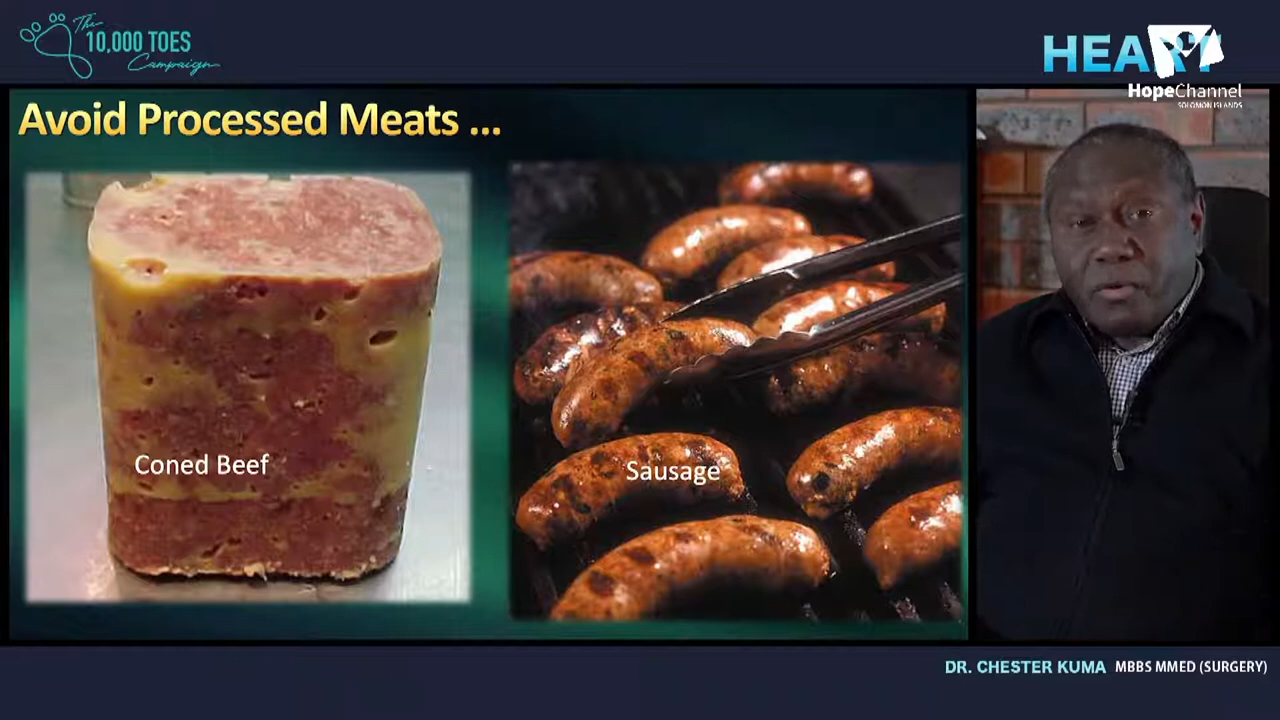 The
10,000 TOES
Campaign
HEART
HopeChannel
SOLOMON ISLANDS
Avoid Processed Meats ...
Coned Beef
Sausage
DR. CHESTER KUMA MBBS MMED (SURGERY)